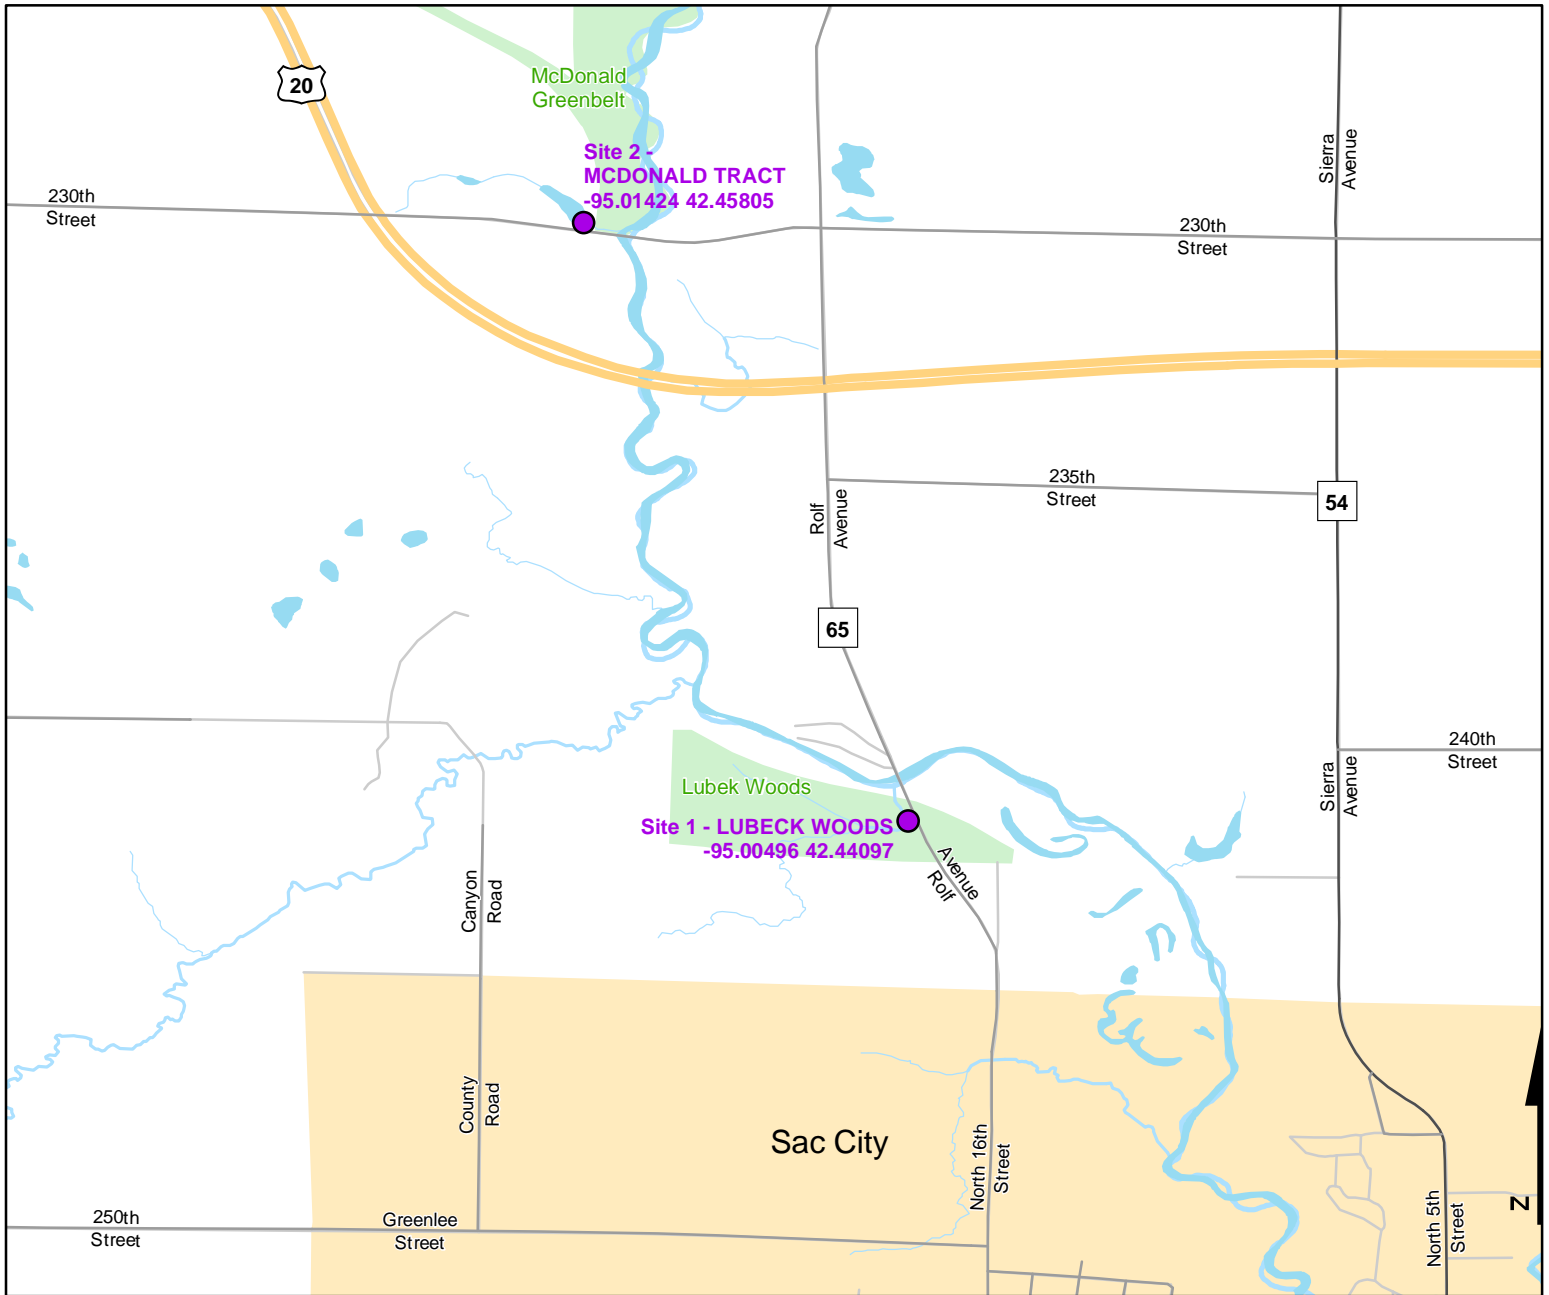 20
McDonald
Greenbelt
Site 2 -
MCDONALD TRACT
-95.01424 42.45805
Sierra
Avenue
230th
Street
230th
Street
235th
Street
54
Rolf
Avenue
65
240th
Street
Sierra
Avenue
Lubek Woods
Site 1 - LUBECK WOODS
-95.00496 42.44097
Avenue
Rolf
Canyon
Road
County
Road
Sac City
North 16th
Street
North 5th
Street
N
250th
Street
Greenlee
Street